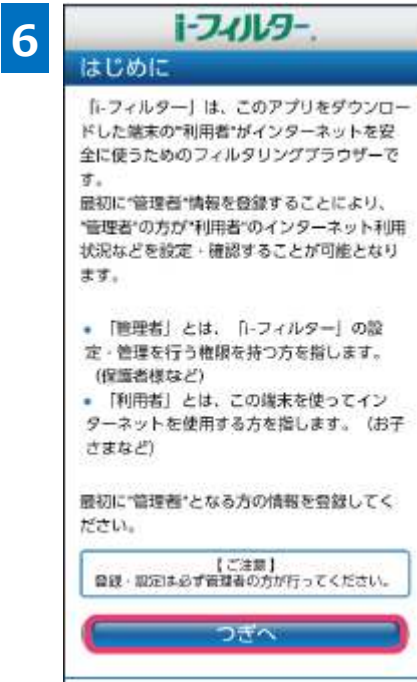 6
i-フィルター.
はじめに
「i-フィルター」は、このアプリをダウンロー
ドした端末の"利用者"がインターネットを安
全に使うためのフィルタリングブラウザーで
す。
最初に"管理者"情報を登録することにより、
"管理者"の方が"利用者"のインターネット利用
状況などを設定・確認することが可能となり
ます。
• 「管理者」とは、「i-フィルター」の設
定・管理を行う権限を持つ方を指します。
（保護者様など）
• 「利用者」とは、この端末を使ってイン
ターネットを使用する方を指します。（お子
さまなど）
最初に"管理者"となる方の情報を登録してく
ださい。
【ご注意】
登録・設定は必ず管理者の方が行ってください。
つぎへ